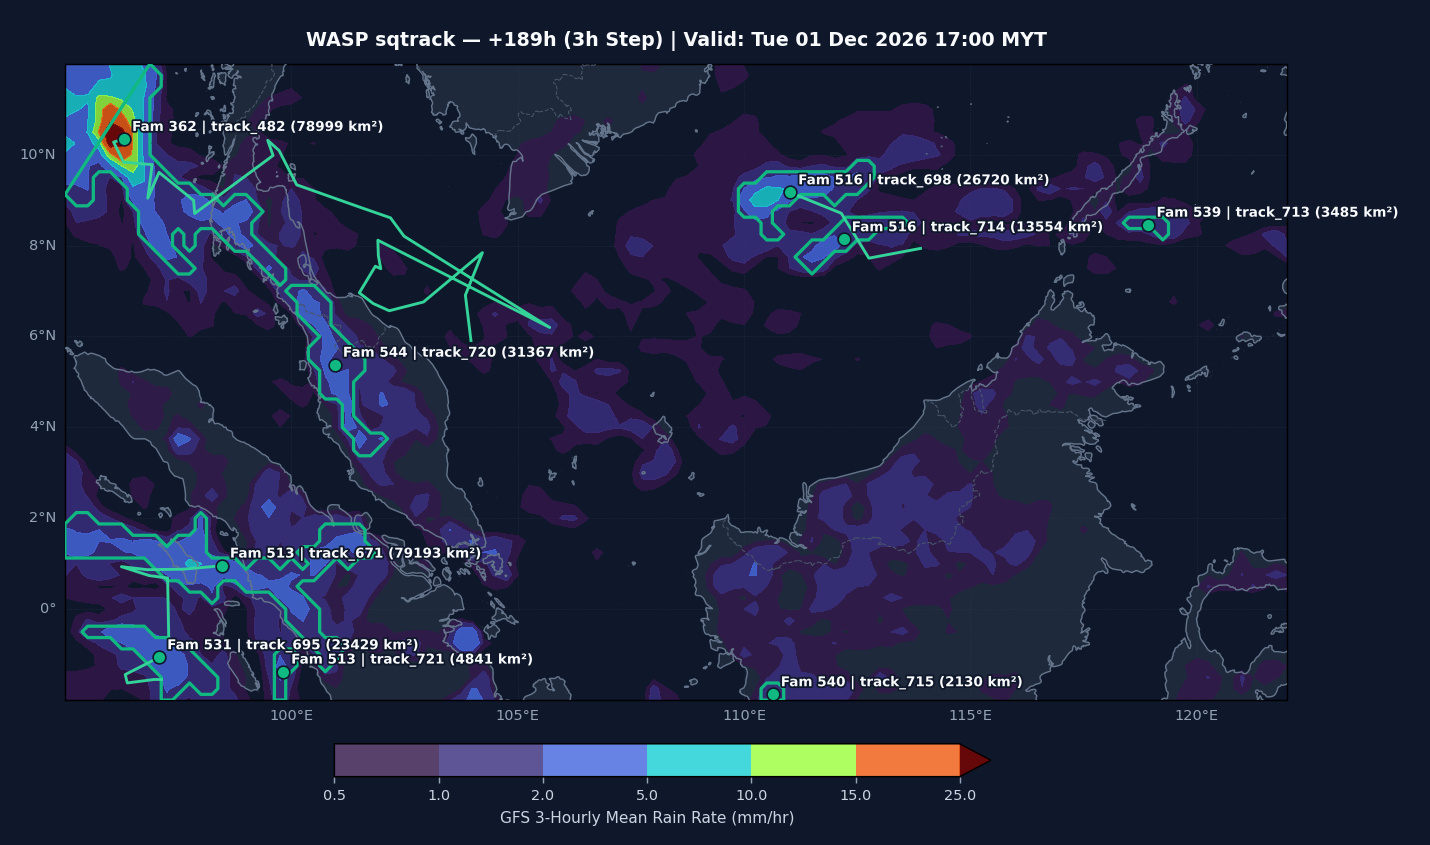 WASP sqtrack — +189h (3h Step) | Valid: Tue 01 Dec 2026 17:00 MYT
Fam 362 | track_482 (78999 km²)
10°N
Fam 516 | track_698 (26720 km²)
Fam 539 | track_713 (3485 km²)
Fam 516 | track_714 (13554 km²)
8°N
6°N
Fam 544 | track_720 (31367 km²)
4°N
2°N
Fam 513 | track_671 (79193 km²)
0°
Fam 531 | track_695 (23429 km²)
Fam 513 | track_721 (4841 km²)
Fam 540 | track_715 (2130 km²)
100°E 105°E 110°E 115°E 120°E
0.5 1.0 2.0 5.0 10.0 15.0 25.0
GFS 3-Hourly Mean Rain Rate (mm/hr)